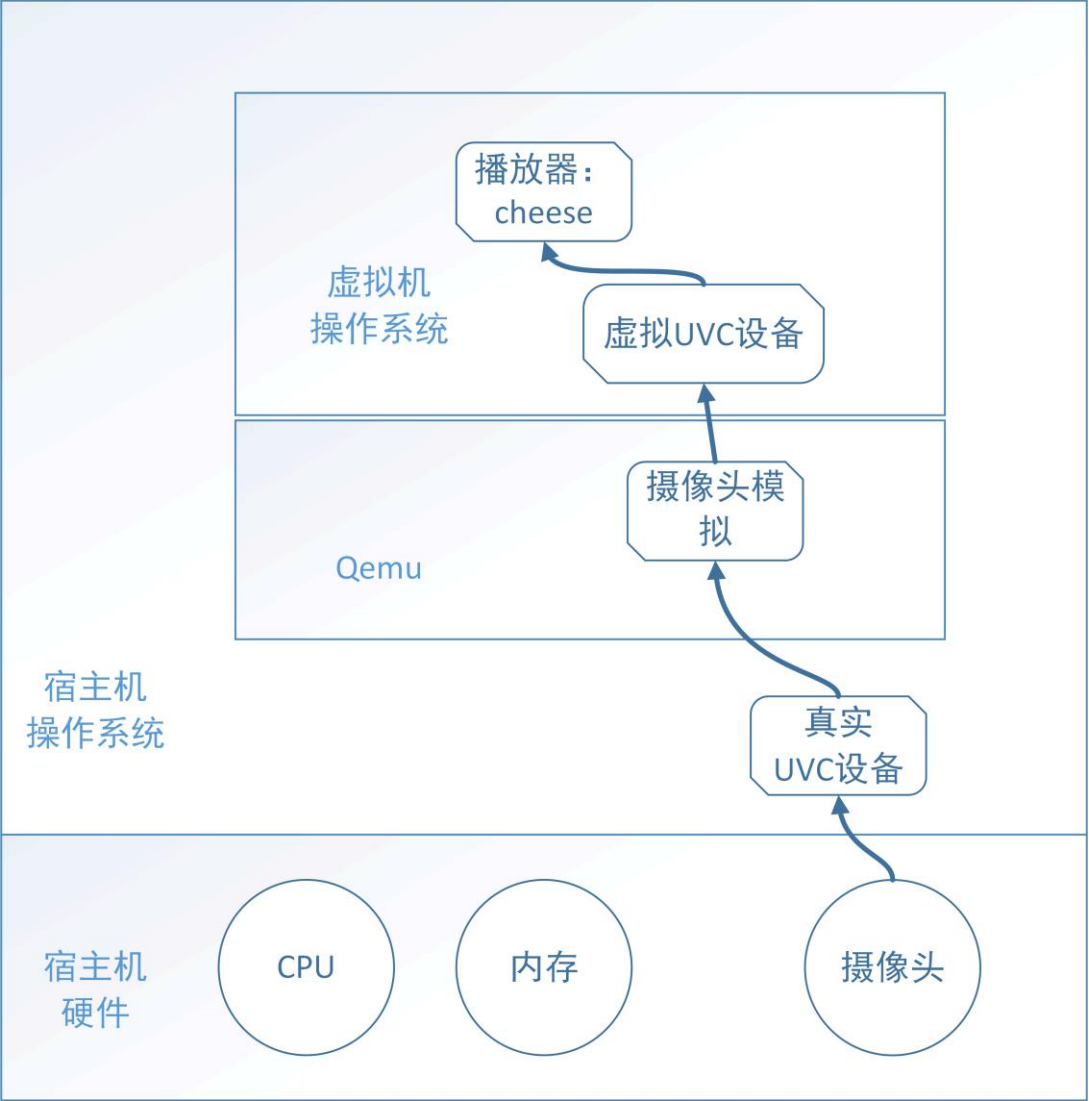 播放器：
cheese
虚拟机
操作系统
虚拟UVC设备
摄像头模
拟
Qemu
宿主机
操作系统
真实
UVC设备
宿主机
硬件
CPU
内存
摄像头